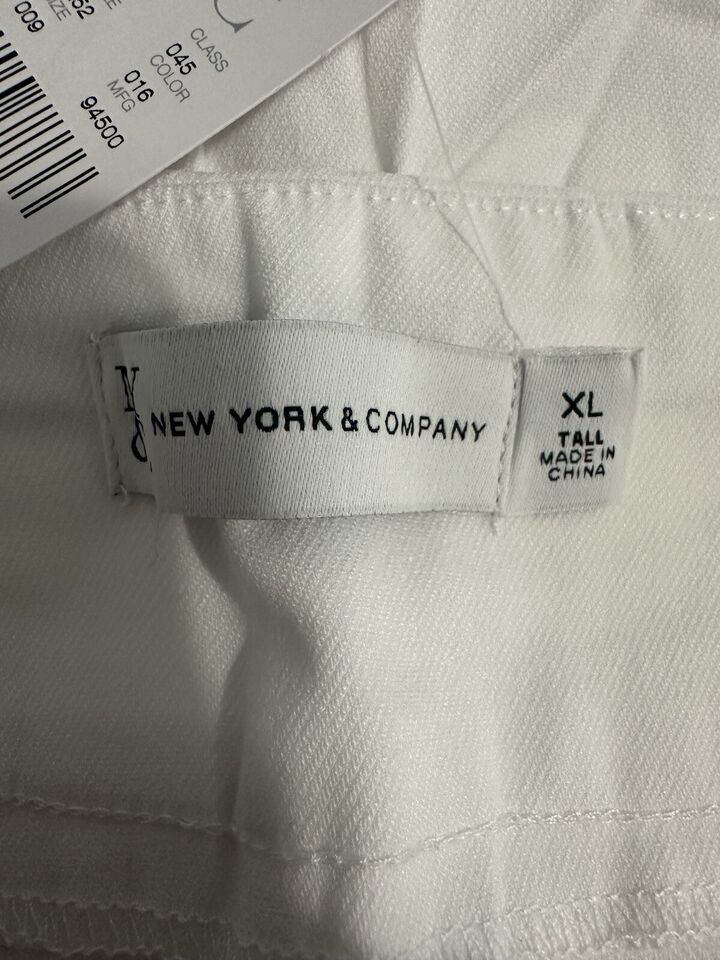 CLASS
045
COLOR
016
MFG
94500
62
009
NEW YORK & COMPANY
XL
TALL
MADE IN
CHINA